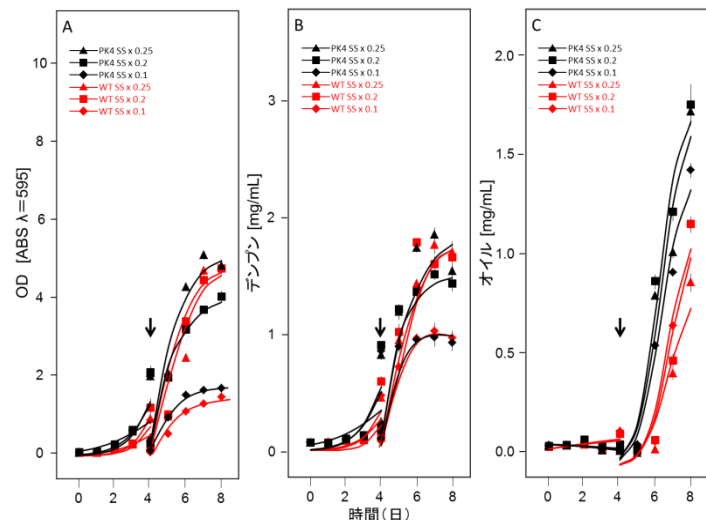 A
PK4 SS x 0.25
PK4 SS x 0.2
PK4 SS x 0.1
WT SS x 0.25
WT SS x 0.2
WT SS x 0.1
10
8
6
4
2
0
OD [ABS λ=595]
0 2 4 6 8
B
PK4 SS x 0.25
PK4 SS x 0.2
PK4 SS x 0.1
WT SS x 0.25
WT SS x 0.2
WT SS x 0.1
3
2
1
0
デンプン [mg/mL]
0 2 4 6 8
時間(日)
C
PK4 SS x 0.25
PK4 SS x 0.2
PK4 SS x 0.1
WT SS x 0.25
WT SS x 0.2
WT SS x 0.1
2.0
1.5
1.0
0.5
0.0
オイル [mg/mL]
0 2 4 6 8